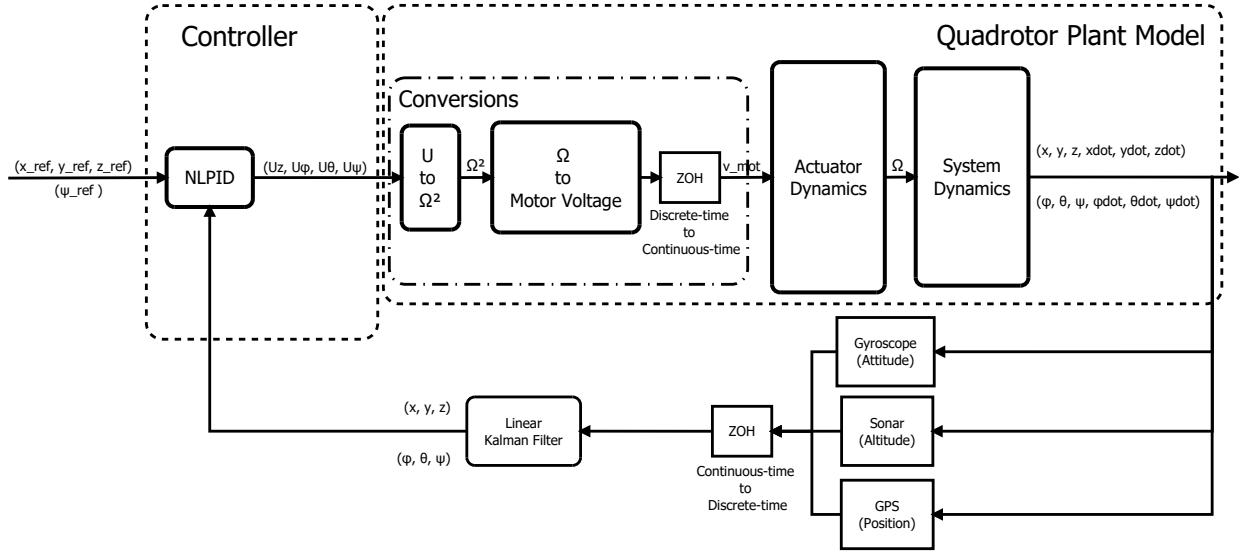 Controller
Quadrotor Plant Model
Conversions
(x_ref, y_ref, z_ref)
(ψ_ref )
NLPID
(Uz, Uφ, Uθ, Uψ)
U
to
Ω²
Ω²
Ω
to
Motor Voltage
ZOH
Discrete-time
to
Continuous-time
v_mot
Actuator
Dynamics
Ω
System
Dynamics
(x, y, z, xdot, ydot, zdot)
(φ, θ, ψ, φdot, θdot, ψdot)
Gyroscope
(Attitude)
Sonar
(Altitude)
GPS
(Position)
ZOH
Continuous-time
to
Discrete-time
Linear
Kalman Filter
(x, y, z)
(φ, θ, ψ)